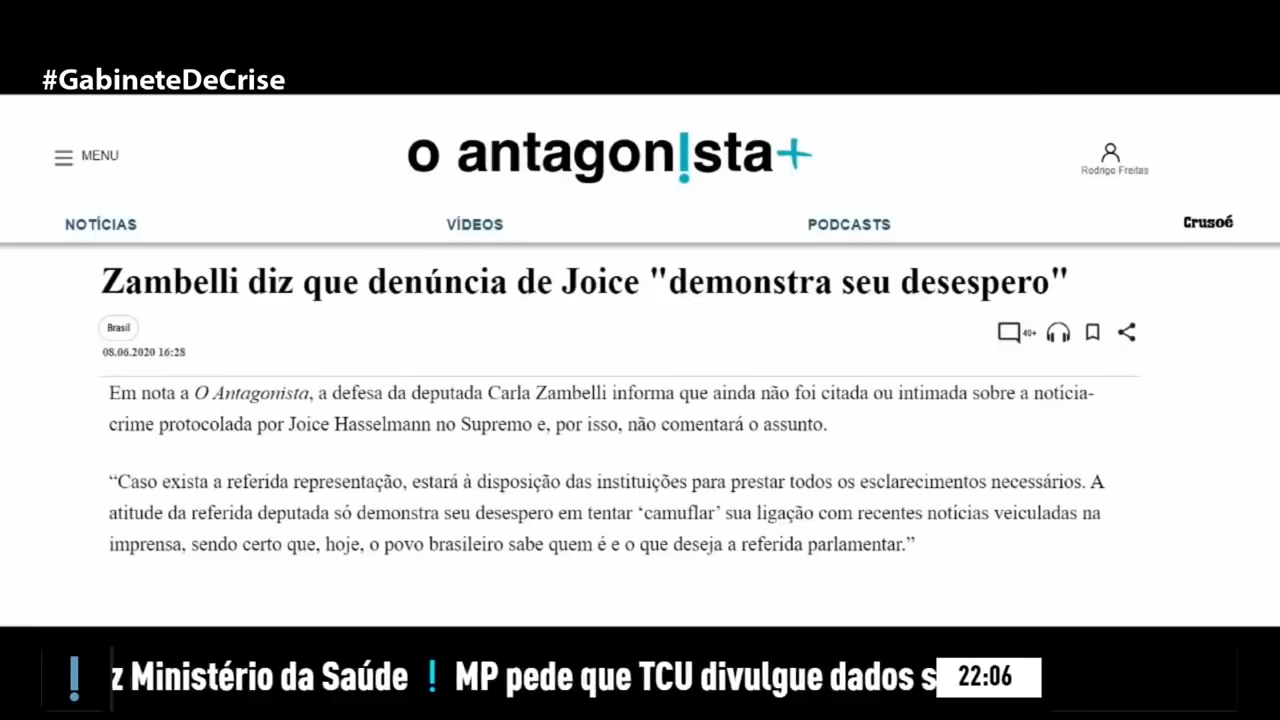 #GabineteDeCrise
MENU
o antagon!sta+
Rodrigo Freitas
NOTÍCIAS
VÍDEOS
PODCASTS
Crusoé
Zambelli diz que denúncia de Joice "demonstra seu desespero"
Brasil
40+
08.06.2020 16:28
Em nota a O Antagonista, a defesa da deputada Carla Zambelli informa que ainda não foi citada ou intimada sobre a notícia-
crime protocolada por Joice Hasselmann no Supremo e, por isso, não comentará o assunto.
“Caso exista a referida representação, estará à disposição das instituições para prestar todos os esclarecimentos necessários. A
atitude da referida deputada só demonstra seu desespero em tentar ‘camuflar’ sua ligação com recentes notícias veiculadas na
imprensa, sendo certo que, hoje, o povo brasileiro sabe quem é e o que deseja a referida parlamentar.”
! z Ministério da Saúde ! MP pede que TCU divulgue dados s 22:06